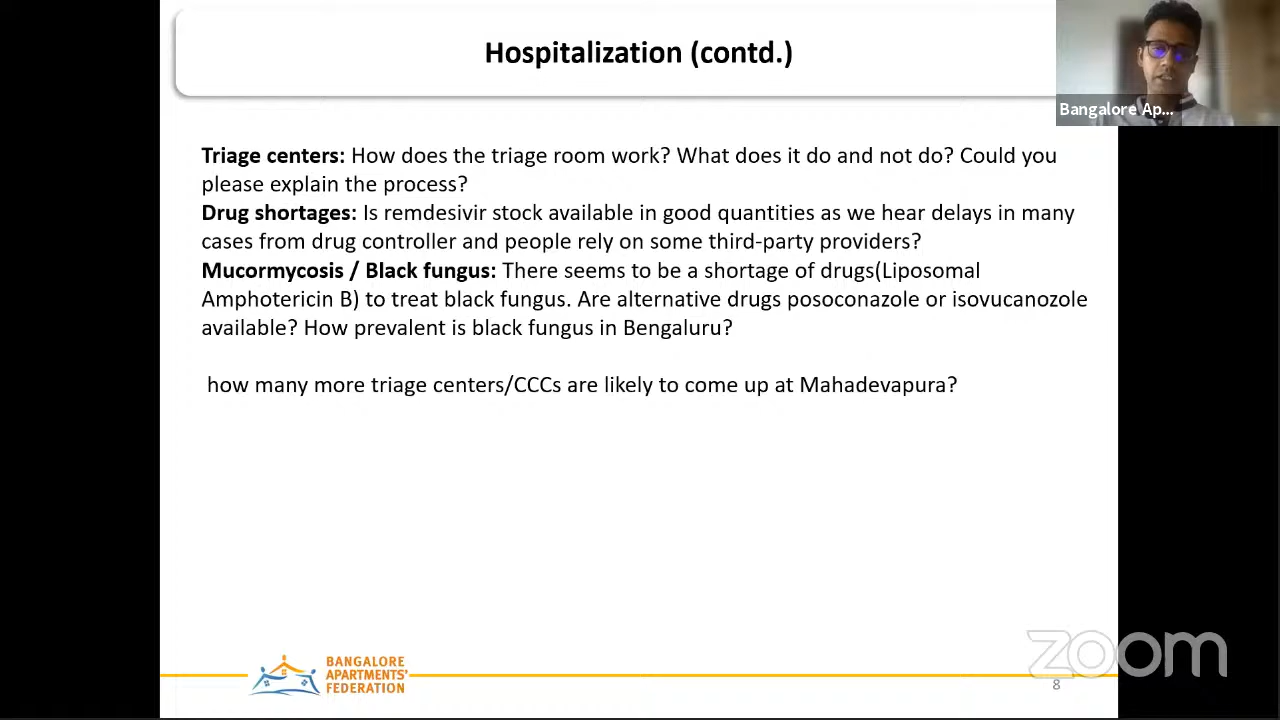 Hospitalization (contd.)
Bangalore Ap...
Triage centers: How does the triage room work? What does it do and not do? Could you
please explain the process?
Drug shortages: Is remdesivir stock available in good quantities as we hear delays in many
cases from drug controller and people rely on some third-party providers?
Mucormycosis / Black fungus: There seems to be a shortage of drugs(Liposomal
Amphotericin B) to treat black fungus. Are alternative drugs posoconazole or isovucanozole
available? How prevalent is black fungus in Bengaluru?
how many more triage centers/CCCs are likely to come up at Mahadevapura?
BANGALORE
APARTMENTS'
FEDERATION
zoom
8